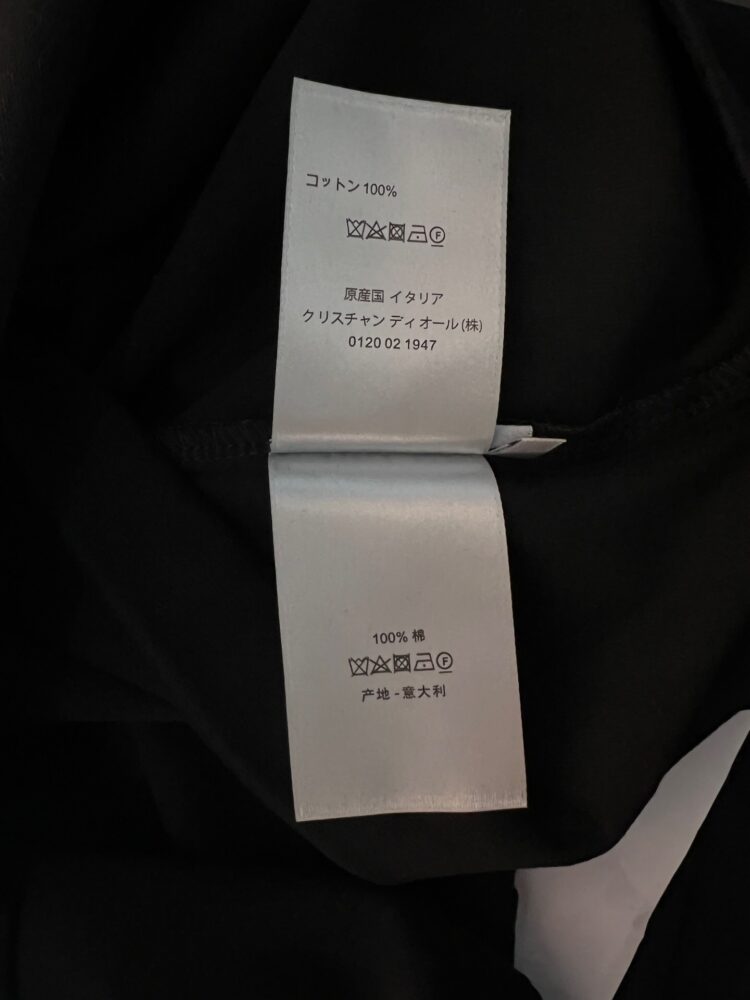 コットン100%
F
原産国 イタリア
クリスチャン ディオール(株)
0120 02 1947
100% 棉
F
产地-意大利